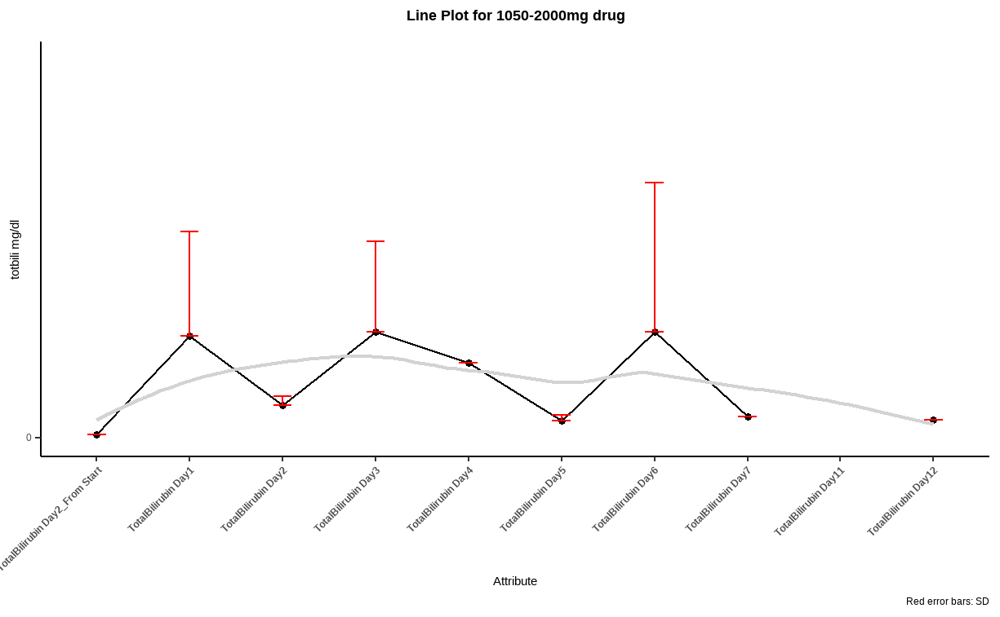 Line Plot for 1050-2000mg drug
totbili mg/dl
0
TotalBilirubin Day2_From Start
TotalBilirubin Day1
TotalBilirubin Day2
TotalBilirubin Day3
TotalBilirubin Day4
TotalBilirubin Day5
TotalBilirubin Day6
TotalBilirubin Day7
TotalBilirubin Day11
TotalBilirubin Day12
Attribute
Red error bars: SD